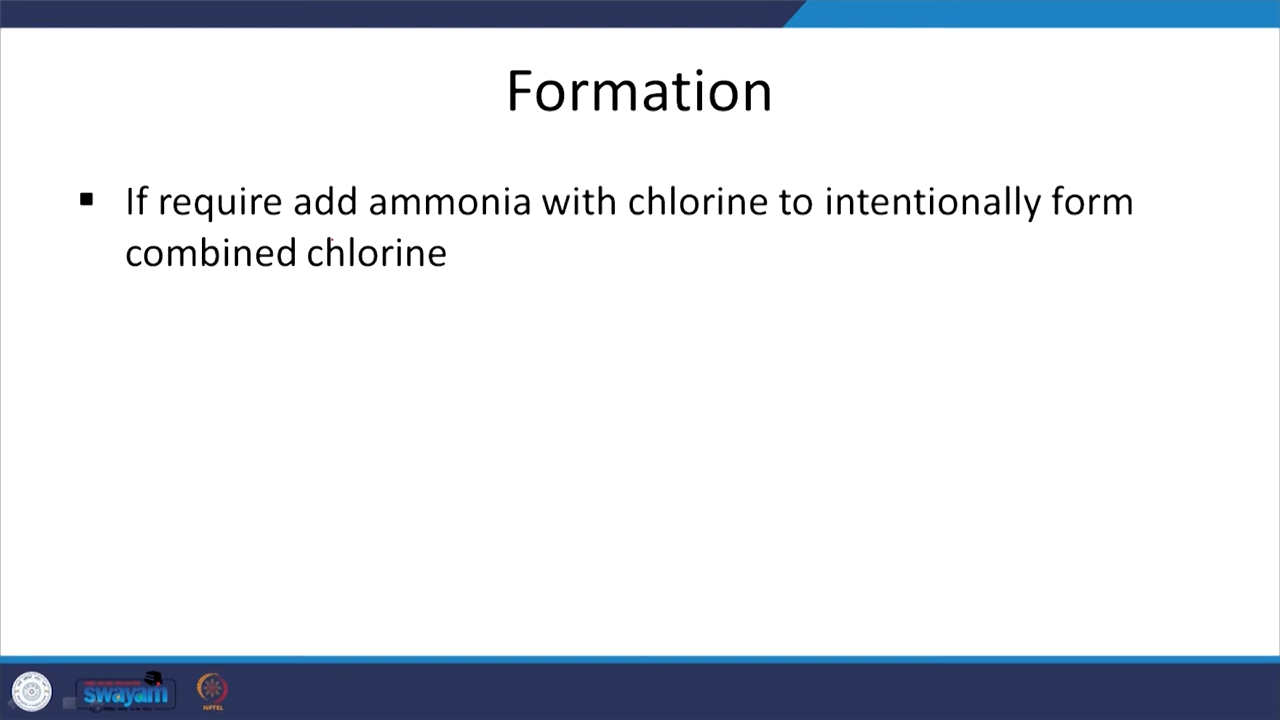 Formation
▪ If require add ammonia with chlorine to intentionally form
combined chlorine
swayam
NPTEL